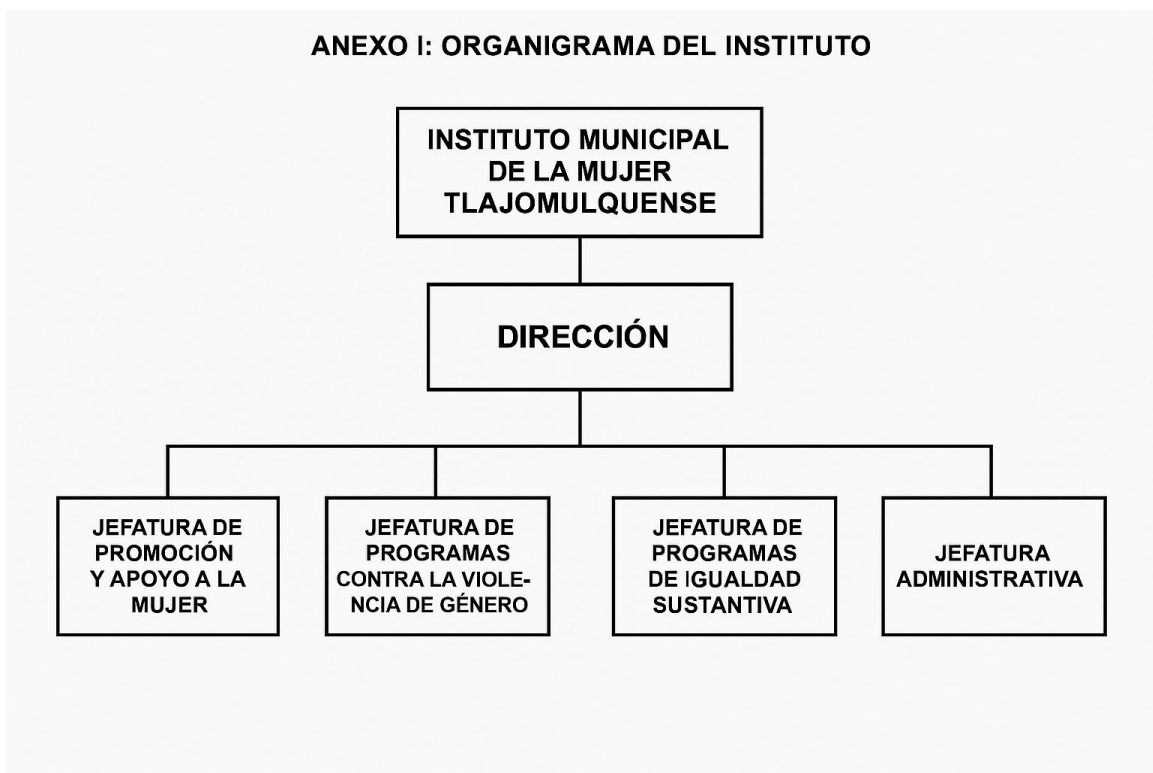 ANEXO I: ORGANIGRAMA DEL INSTITUTO
INSTITUTO MUNICIPAL
DE LA MUJER
TLAJOMULQUENSE
DIRECCIÓN
JEFATURA DE
PROMOCIÓN
Y APOYO A LA
MUJER
JEFATURA DE
PROGRAMAS
CONTRA LA VIOLE-
NCIA DE GÉNERO
JEFATURA DE
PROGRAMAS
DE IGUALDAD
SUSTANTIVA
JEFATURA
ADMINISTRATIVA